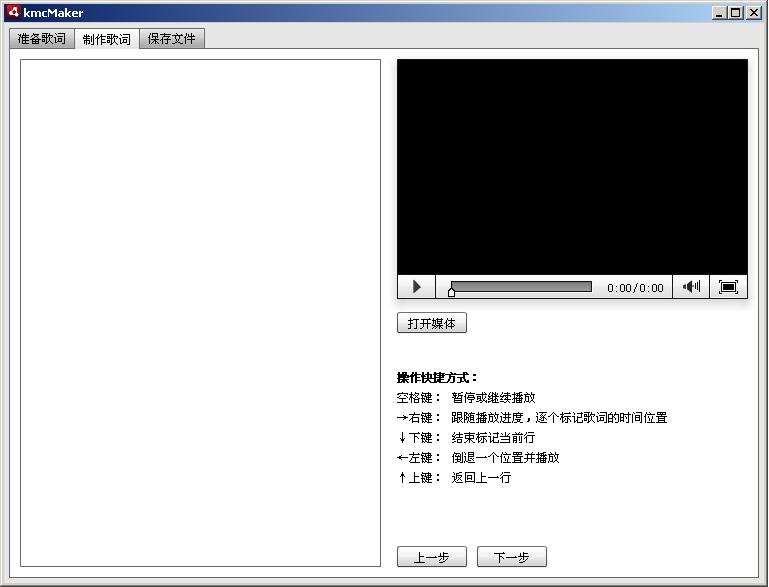 kmcMaker
准备歌词 制作歌词 保存文件
0:00/0:00
打开媒体
操作快捷方式：
空格键： 暂停或继续播放
→右键： 跟随播放进度，逐个标记歌词的时间位置
↓下键： 结束标记当前行
←左键： 倒退一个位置并播放
↑上键： 返回上一行
上一步 下一步